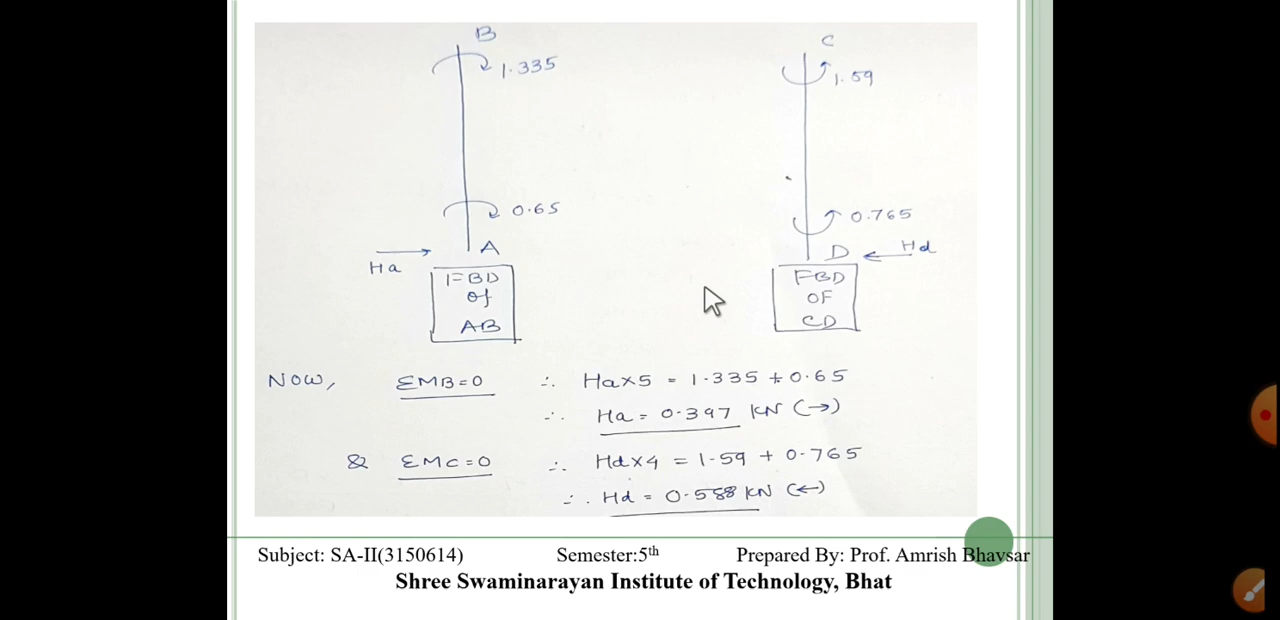 B
1.335
C
1.59
0.65
0.765
A
Ha
D
Hd
FBD
of
AB
FBD
OF
CD
NOW, ΣMB=0 ∴ Ha×5 = 1.335 + 0.65
∴ Ha = 0.397 KN (→)
& ΣMC=0 ∴ Hd×4 = 1.59 + 0.765
∴ Hd = 0.588 KN (←)
Subject: SA-II(3150614) Semester:5th Prepared By: Prof. Amrish Bhavsar
Shree Swaminarayan Institute of Technology, Bhat